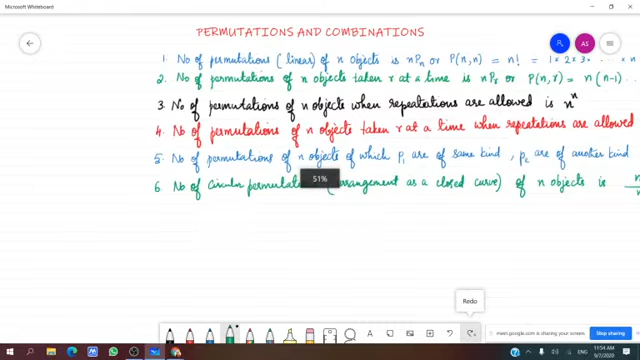 Microsoft Whiteboard
PERMUTATIONS AND COMBINATIONS
AS
1. No of permutations (linear) of n objects is nPn or P(n,n) = n! = 1×2×3×...×n
2. No of permutations of n objects taken r at a time is nPr or P(n,r) = n(n-1)...
3. No of permutations of n objects when repeatations are allowed is nⁿ
4. No of permutations of n objects taken r at a time when repetations are allowed
5. No of permutations of n objects of which p₁ are of same kind, p₂ are of another kind
6. No of circular permutat (arrangement as a closed curve) of n objects is n
51%
Redo
meet.google.com is sharing your screen.
Stop sharing
11:54 AM
9/7/2020